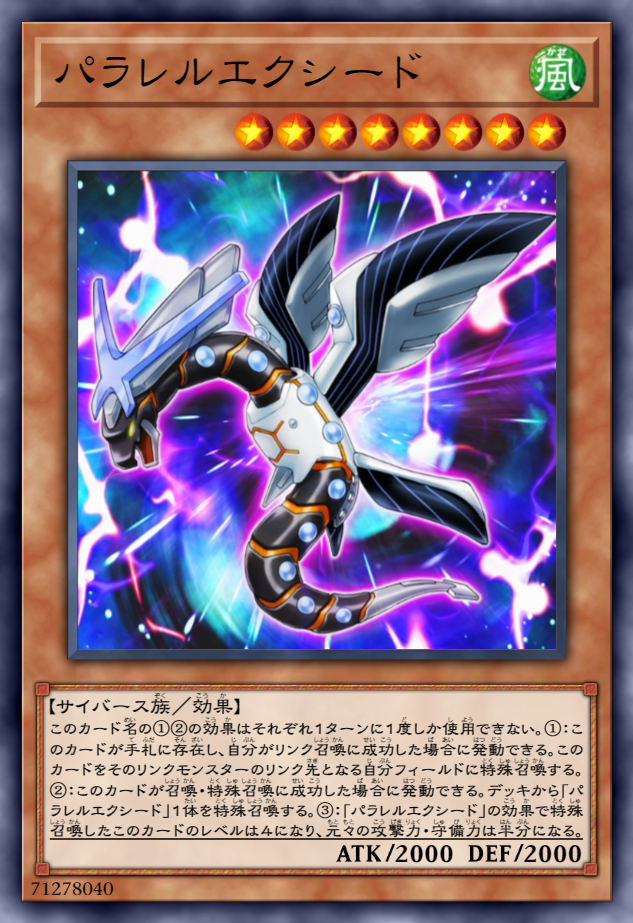 パラレルエクシード
風
【サイバース族／効果】
このカード名の①②の効果はそれぞれ1ターンに1度しか使用できない。①：こ
のカードが手札に存在し、自分がリンク召喚に成功した場合に発動できる。この
カードをそのリンクモンスターのリンク先となる自分フィールドに特殊召喚する。
②：このカードが召喚・特殊召喚に成功した場合に発動できる。デッキから「パ
ラレルエクシード」1体を特殊召喚する。③：「パラレルエクシード」の効果で特殊
召喚したこのカードのレベルは４になり、元々の攻撃力・守備力は半分になる。
ATK/2000 DEF/2000
71278040